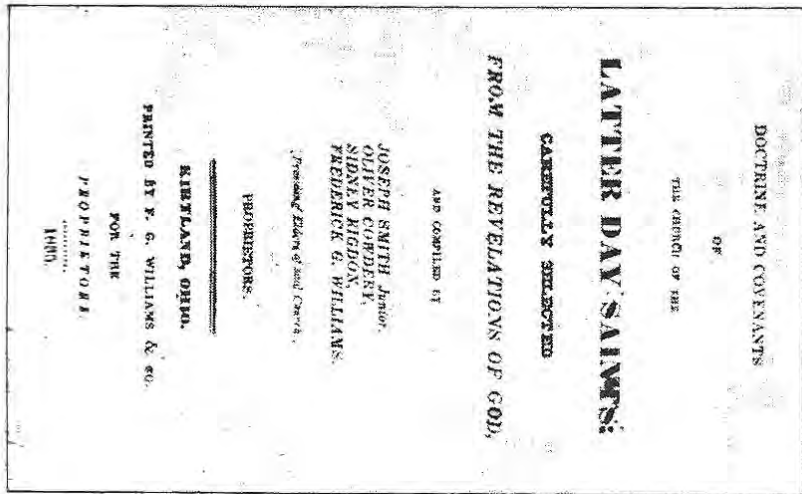 DOCTRINE AND COVENANTS
OF
THE CHURCH OF THE
LATTER DAY SAINTS:
CAREFULLY SELECTED
FROM THE REVELATIONS OF GOD,
AND COMPILED BY
JOSEPH SMITH Junior.
OLIVER COWDERY,
SIDNEY RIGDON,
FREDERICK G. WILLIAMS.
[Presiding Elders of said Church.]
PROPRIETORS.
KIRTLAND, OHIO.
PRINTED BY F. G. WILLIAMS & CO.
FOR THE
PROPRIETORS.